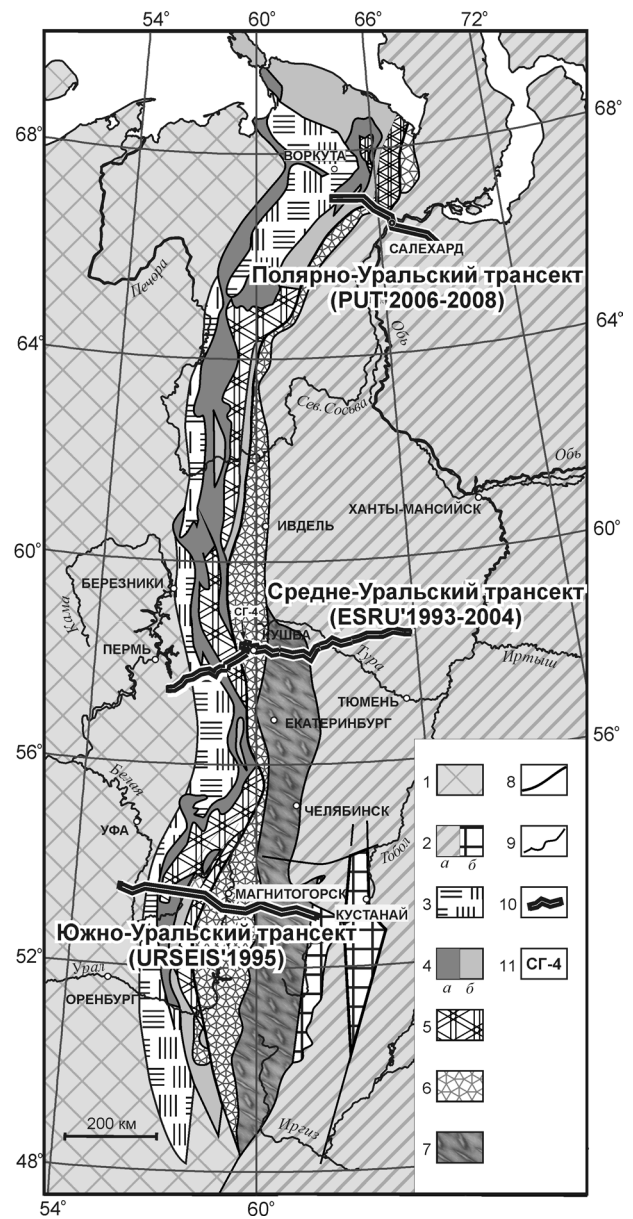 54° 60° 66° 72°
68°
68°
ВОРКУТА
САЛЕХАРД
Печора
Полярно-Уральский трансект
(PUT'2006-2008)
64°
64°
Обь
Сев.Сосьва
Обь
ХАНТЫ-МАНСИЙСК
ИВДЕЛЬ
60°
60°
БЕРЕЗНИКИ
Кама
Средне-Уральский трансект
(ESRU'1993-2004)
СГ-4
КУШВА
ПЕРМЬ
Тура
Иртыш
ТЮМЕНЬ
ЕКАТЕРИНБУРГ
56°
56°
Белая
ЧЕЛЯБИНСК
УФА
Тобол
МАГНИТОГОРСК
КУСТАНАЙ
Южно-Уральский трансект
(URSEIS'1995)
52°
Урал
ОРЕНБУРГ
200 км
Иргиз
48°
54° 60°
1 8
2 9
а б
3 10
4 11 СГ-4
а б
5
6
7